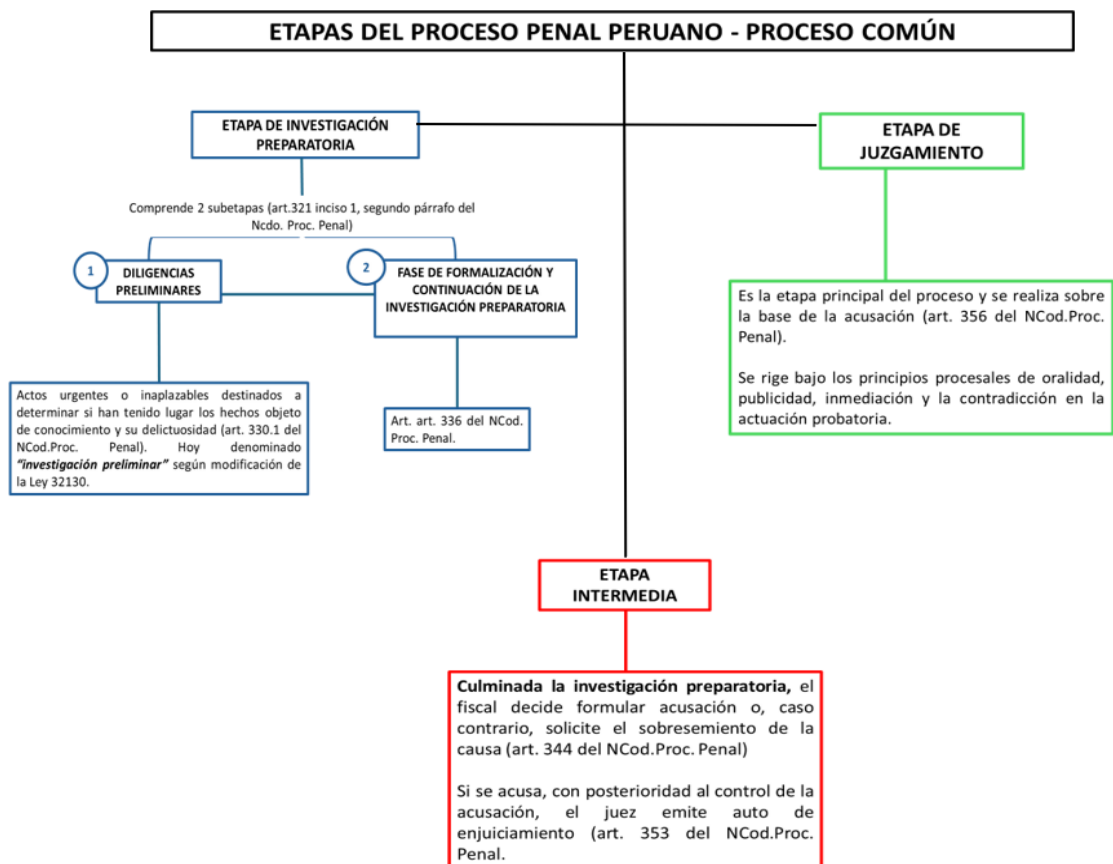 ETAPAS DEL PROCESO PENAL PERUANO - PROCESO COMÚN
ETAPA DE INVESTIGACIÓN
PREPARATORIA
Comprende 2 subetapas (art.321 inciso 1, segundo párrafo del
Ncdo. Proc. Penal)
1
DILIGENCIAS
PRELIMINARES
2
FASE DE FORMALIZACIÓN Y
CONTINUACIÓN DE LA
INVESTIGACIÓN PREPARATORIA
Actos urgentes o inaplazables destinados a
determinar si han tenido lugar los hechos objeto
de conocimiento y su delictuosidad (art. 330.1 del
NCod.Proc. Penal). Hoy denominado
“investigación preliminar” según modificación de
la Ley 32130.
Art. art. 336 del NCod.
Proc. Penal.
ETAPA DE
JUZGAMIENTO
Es la etapa principal del proceso y se realiza sobre
la base de la acusación (art. 356 del NCod.Proc.
Penal).
Se rige bajo los principios procesales de oralidad,
publicidad, inmediación y la contradicción en la
actuación probatoria.
ETAPA
INTERMEDIA
Culminada la investigación preparatoria, el
fiscal decide formular acusación o, caso
contrario, solicite el sobresemiento de la
causa (art. 344 del NCod.Proc. Penal)
Si se acusa, con posterioridad al control de la
acusación, el juez emite auto de
enjuiciamiento (art. 353 del NCod.Proc.
Penal.